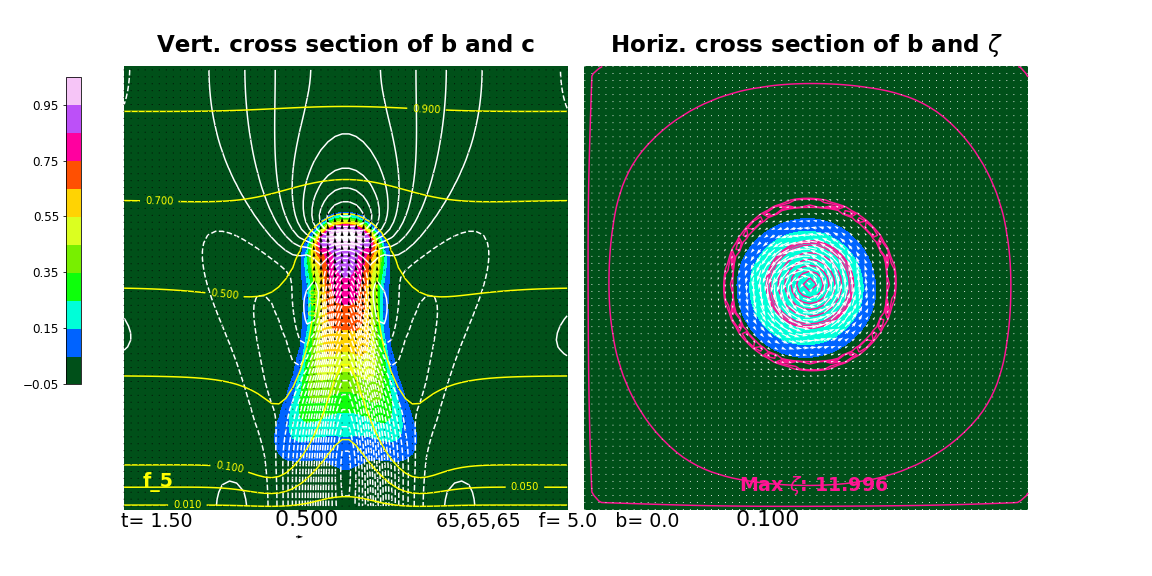 Vert. cross section of b and c
Horiz. cross section of b and ζ
0.95
0.75
0.55
0.35
0.15
−0.05
0.900
0.700
0.500
0.100
0.050
0.010
f_5
Max ζ: 11.996
t= 1.50 0.500 65,65,65 f= 5.0 b= 0.0 0.100